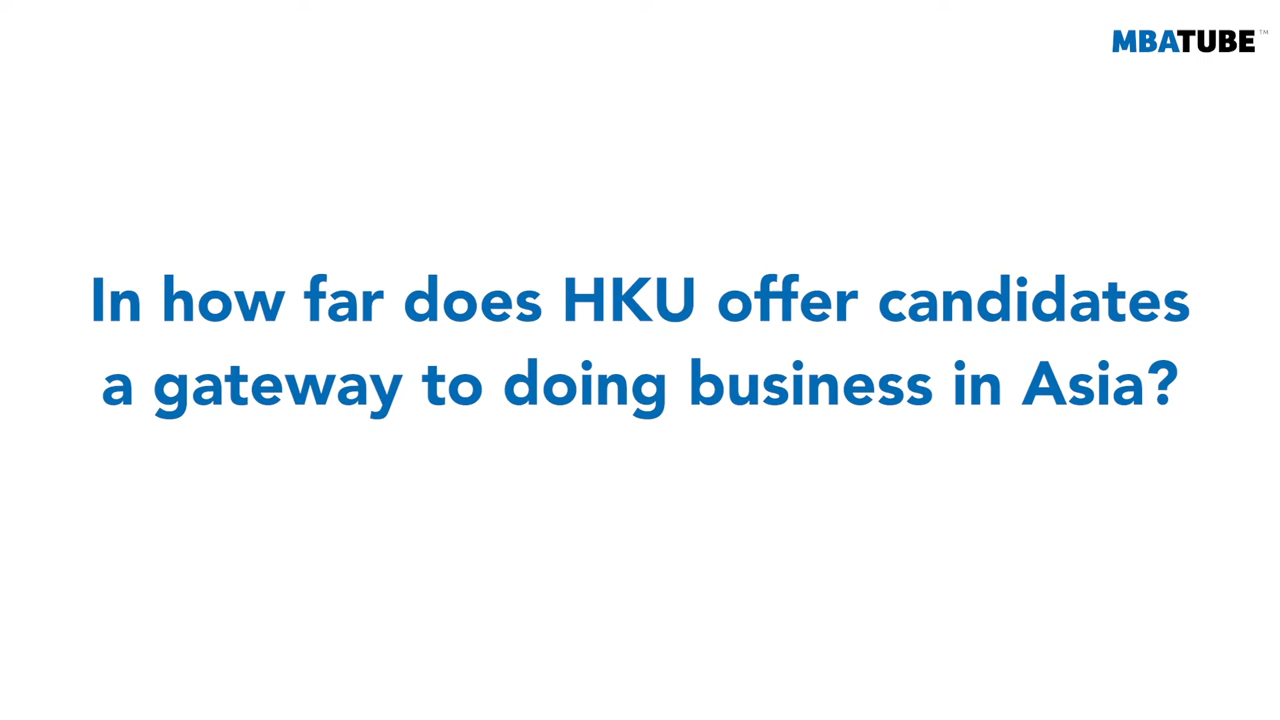 MBATUBE™
In how far does HKU offer candidates
a gateway to doing business in Asia?